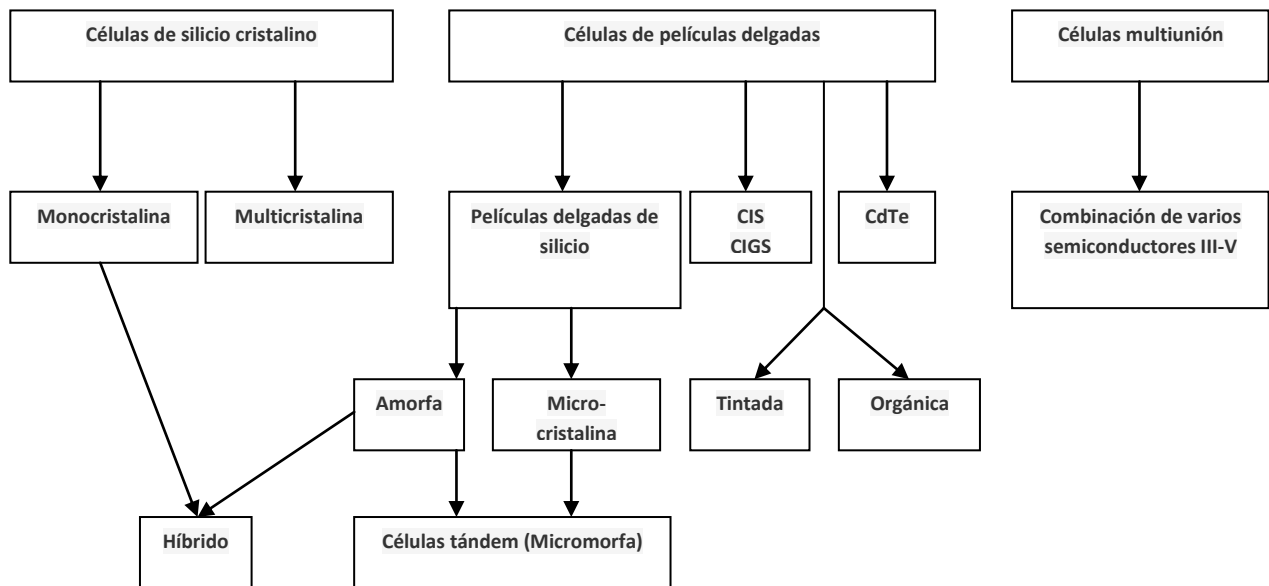 Células de silicio cristalino
Células de películas delgadas
Células multiunión
Monocristalina
Multicristalina
Películas delgadas de
silicio
CIS
CIGS
CdTe
Combinación de varios
semiconductores III-V
Amorfa
Micro-
cristalina
Tintada
Orgánica
Híbrido
Células tándem (Micromorfa)